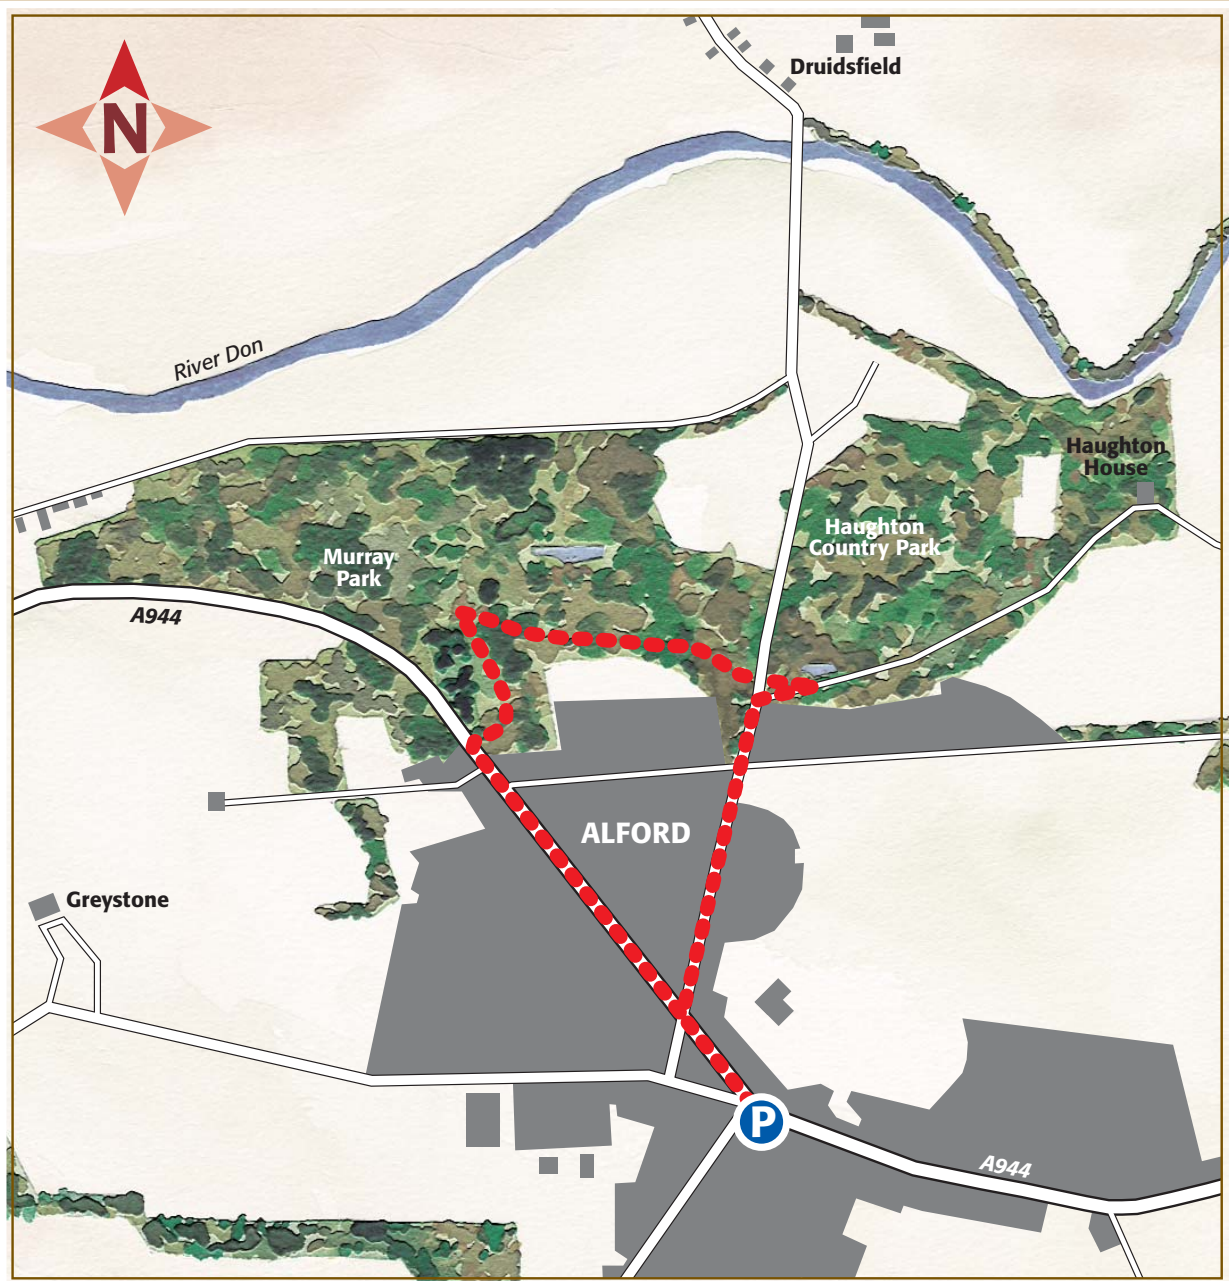 N
Druidsfield
River Don
Haughton
House
Haughton
Country Park
Murray
Park
A944
ALFORD
Greystone
P
A944